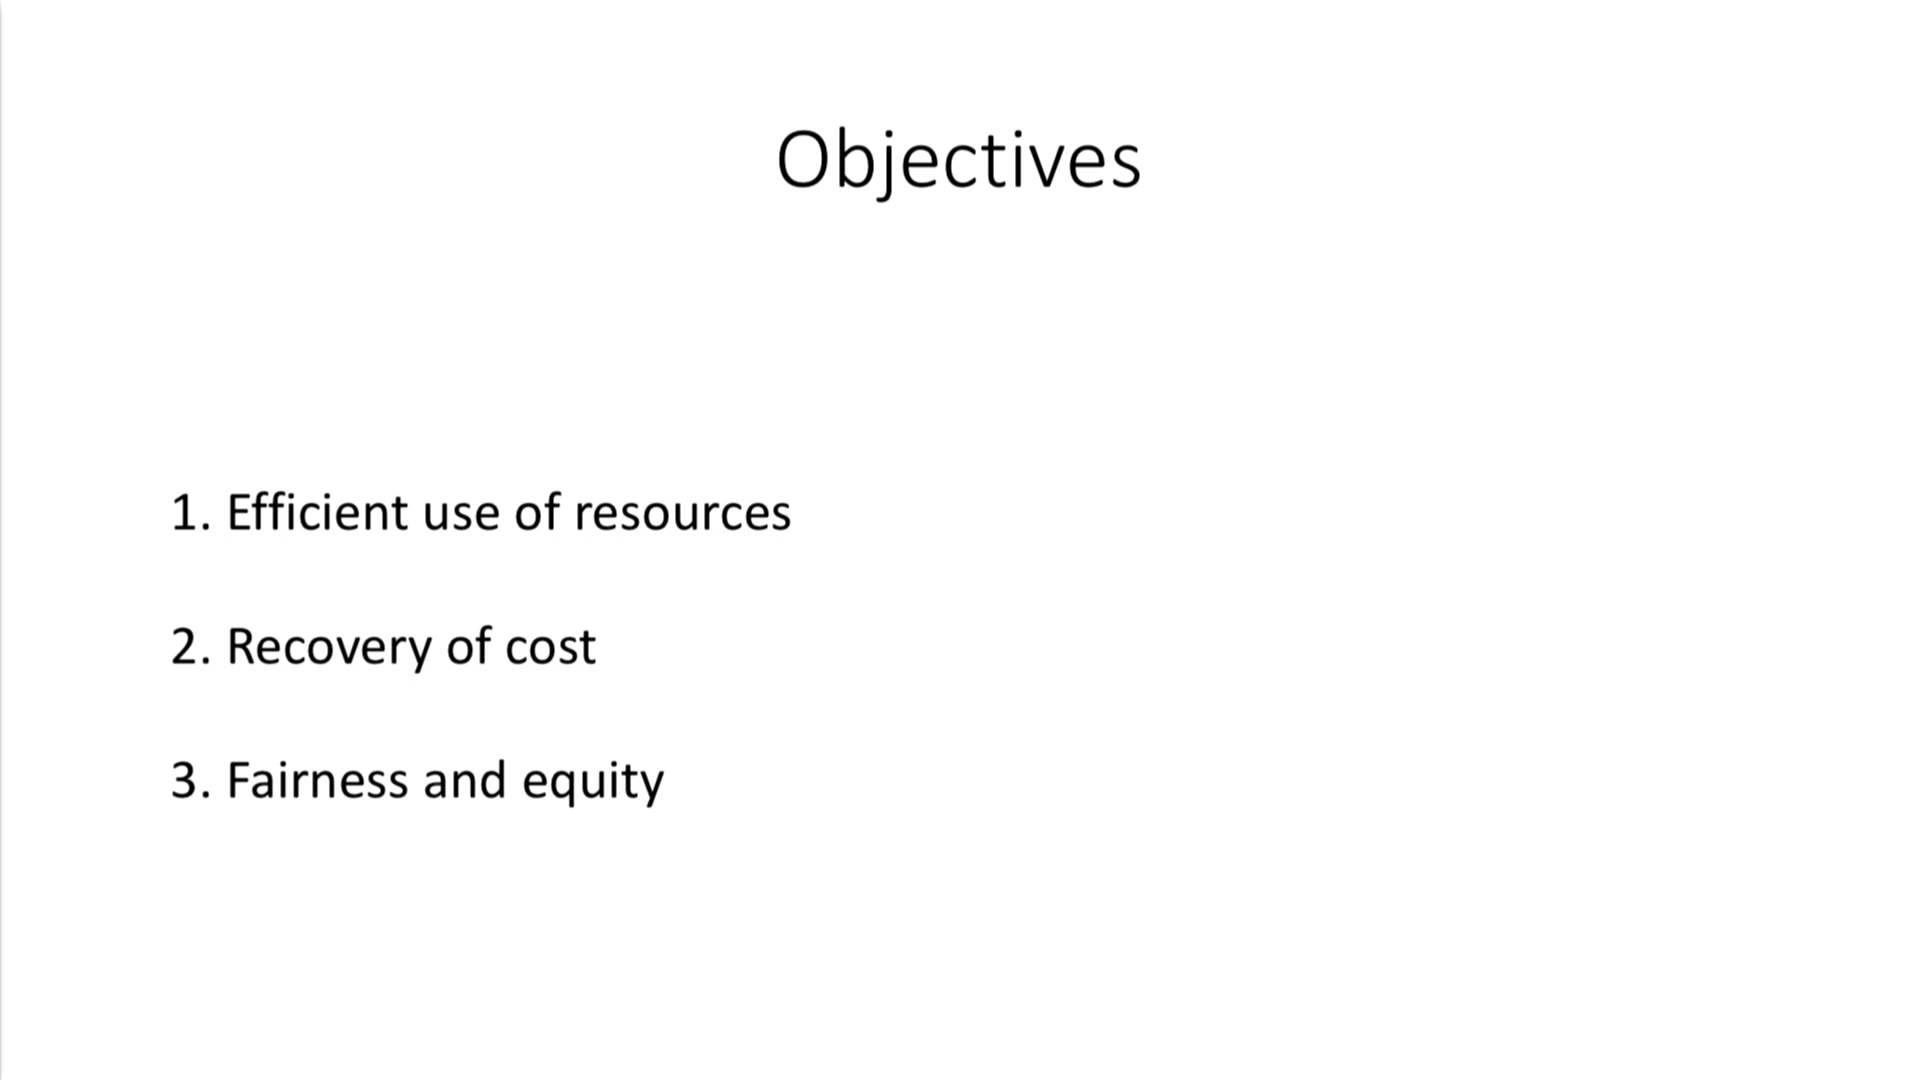 Objectives
1. Efficient use of resources
2. Recovery of cost
3. Fairness and equity